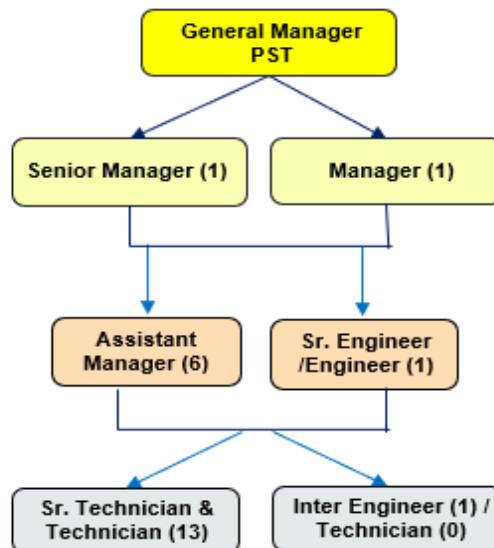 General Manager
PST
Senior Manager (1)
Manager (1)
Assistant
Manager (6)
Sr. Engineer
/Engineer (1)
Sr. Technician &
Technician (13)
Inter Engineer (1) /
Technician (0)